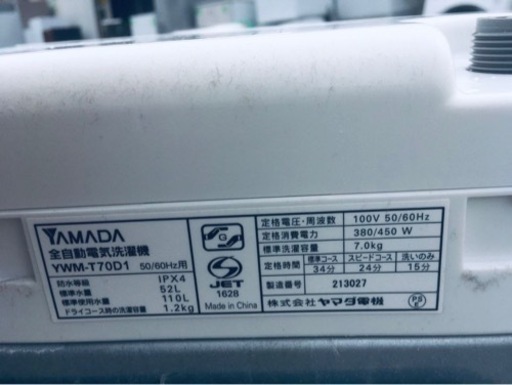 YAMADA
全自動電気洗濯機
YWM-T70D1 50/60Hz用
防水等級 IPX4
標準水量 52L
標準使用水量 110L
ドライコース時の洗濯容量 1.2kg
JET
1628
Made in China
定格電圧・周波数 100V 50/60Hz
定格消費電力 380/450 W
標準洗濯容量 7.0kg
標準コース スピードコース 洗いのみ
34分 24分 15分
製造番号 213027
株式会社 ヤマダ電機
PS
E